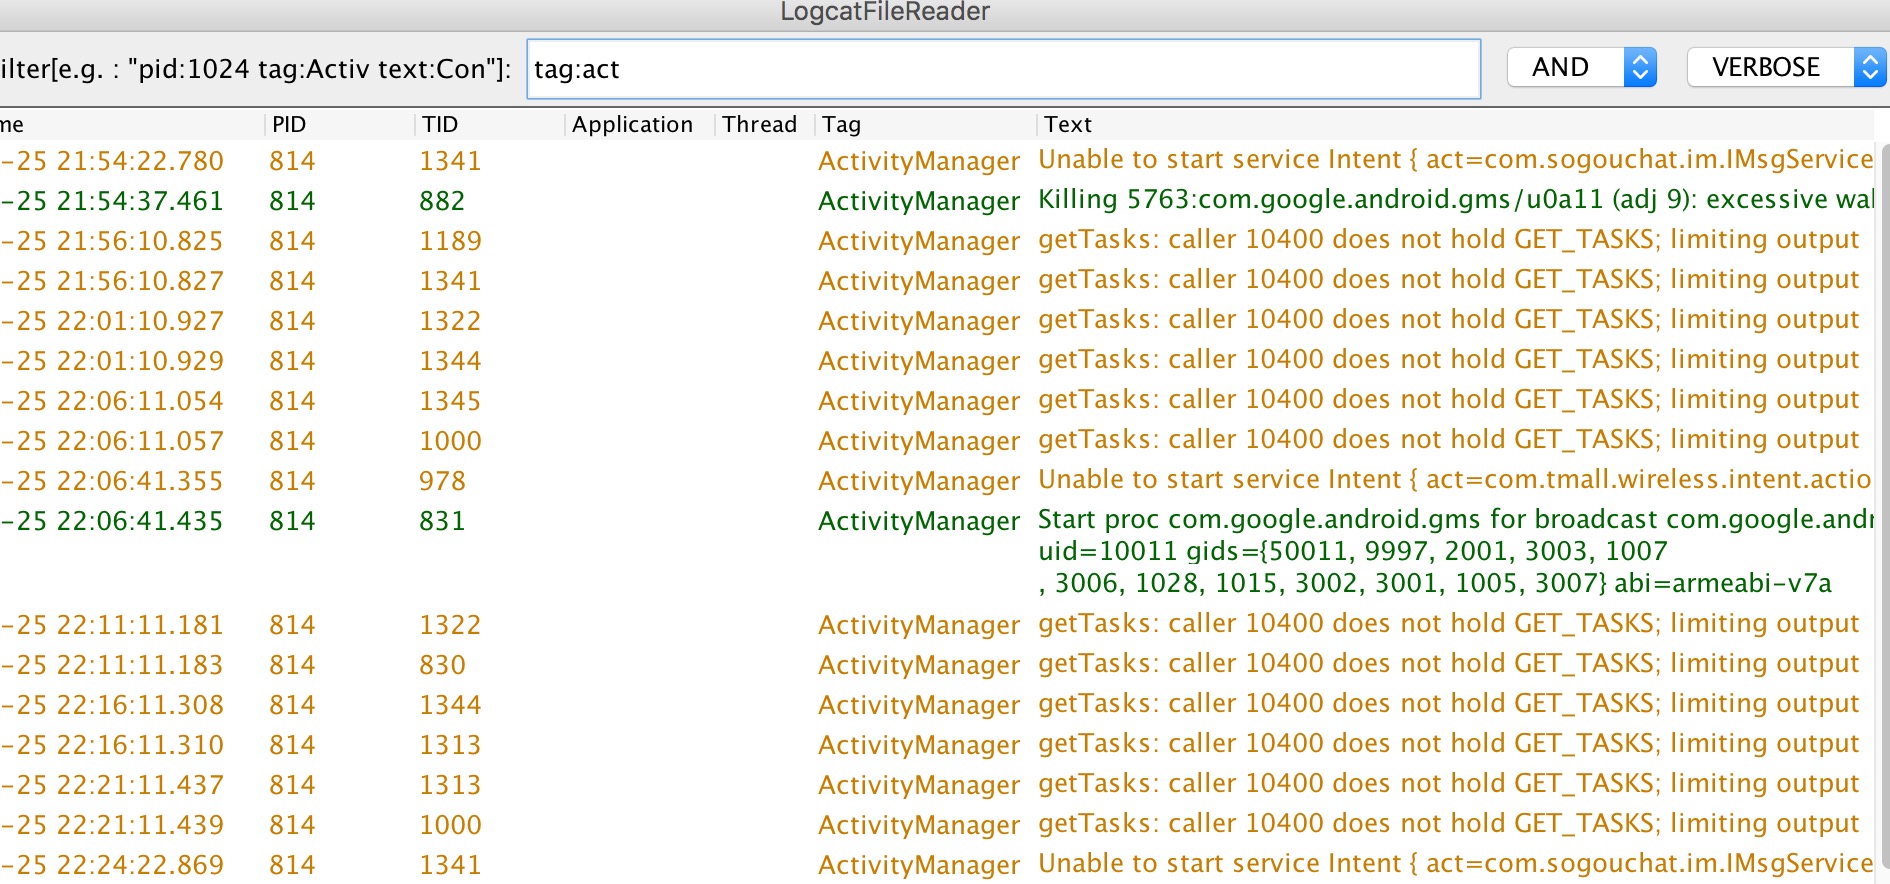 LogcatFileReader
ilter[e.g. : "pid:1024 tag:Activ text:Con"]: tag:act AND VERBOSE
me PID TID Application Thread Tag Text
-25 21:54:22.780 814 1341 ActivityManager Unable to start service Intent { act=com.sogouchat.im.IMsgService
-25 21:54:37.461 814 882 ActivityManager Killing 5763:com.google.android.gms/u0a11 (adj 9): excessive wal
-25 21:56:10.825 814 1189 ActivityManager getTasks: caller 10400 does not hold GET_TASKS; limiting output
-25 21:56:10.827 814 1341 ActivityManager getTasks: caller 10400 does not hold GET_TASKS; limiting output
-25 22:01:10.927 814 1322 ActivityManager getTasks: caller 10400 does not hold GET_TASKS; limiting output
-25 22:01:10.929 814 1344 ActivityManager getTasks: caller 10400 does not hold GET_TASKS; limiting output
-25 22:06:11.054 814 1345 ActivityManager getTasks: caller 10400 does not hold GET_TASKS; limiting output
-25 22:06:11.057 814 1000 ActivityManager getTasks: caller 10400 does not hold GET_TASKS; limiting output
-25 22:06:41.355 814 978 ActivityManager Unable to start service Intent { act=com.tmall.wireless.intent.actio
-25 22:06:41.435 814 831 ActivityManager Start proc com.google.android.gms for broadcast com.google.andr
uid=10011 gids={50011, 9997, 2001, 3003, 1007
, 3006, 1028, 1015, 3002, 3001, 1005, 3007} abi=armeabi-v7a
-25 22:11:11.181 814 1322 ActivityManager getTasks: caller 10400 does not hold GET_TASKS; limiting output
-25 22:11:11.183 814 830 ActivityManager getTasks: caller 10400 does not hold GET_TASKS; limiting output
-25 22:16:11.308 814 1344 ActivityManager getTasks: caller 10400 does not hold GET_TASKS; limiting output
-25 22:16:11.310 814 1313 ActivityManager getTasks: caller 10400 does not hold GET_TASKS; limiting output
-25 22:21:11.437 814 1313 ActivityManager getTasks: caller 10400 does not hold GET_TASKS; limiting output
-25 22:21:11.439 814 1000 ActivityManager getTasks: caller 10400 does not hold GET_TASKS; limiting output
-25 22:24:22.869 814 1341 ActivityManager Unable to start service Intent { act=com.sogouchat.im.IMsgService